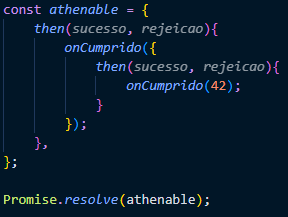 const athenable = {
    then(sucesso, rejeicao){
        onCumprido({
            then(sucesso, rejeicao){
                onCumprido(42);
            }
        });
    },
};

Promise.resolve(athenable);